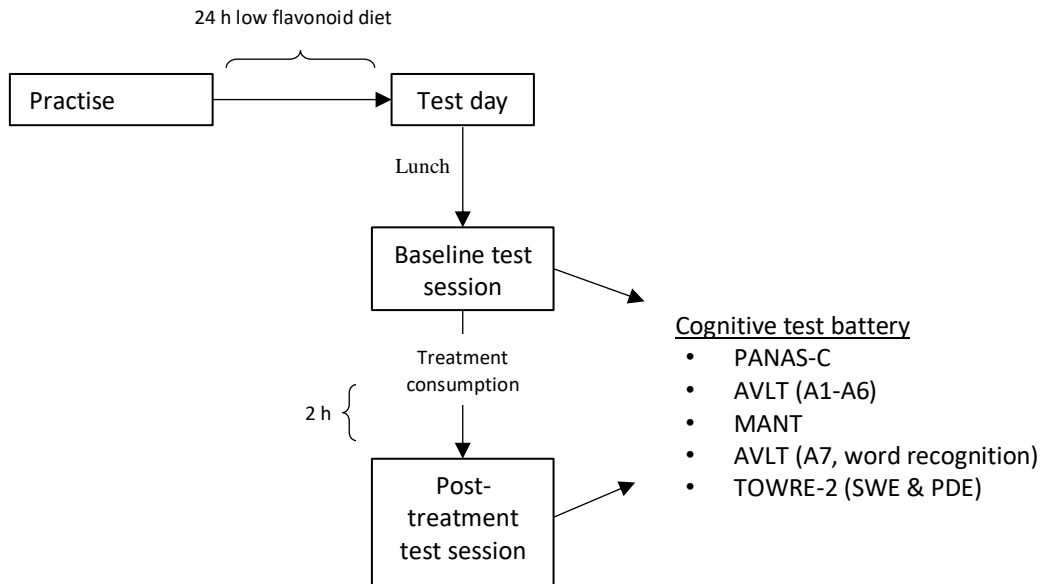 24 h low flavonoid diet
Practise
Test day
Lunch
Baseline test
session
Treatment
consumption
2 h
Post-
treatment
test session
Cognitive test battery
• PANAS-C
• AVLT (A1-A6)
• MANT
• AVLT (A7, word recognition)
• TOWRE-2 (SWE & PDE)